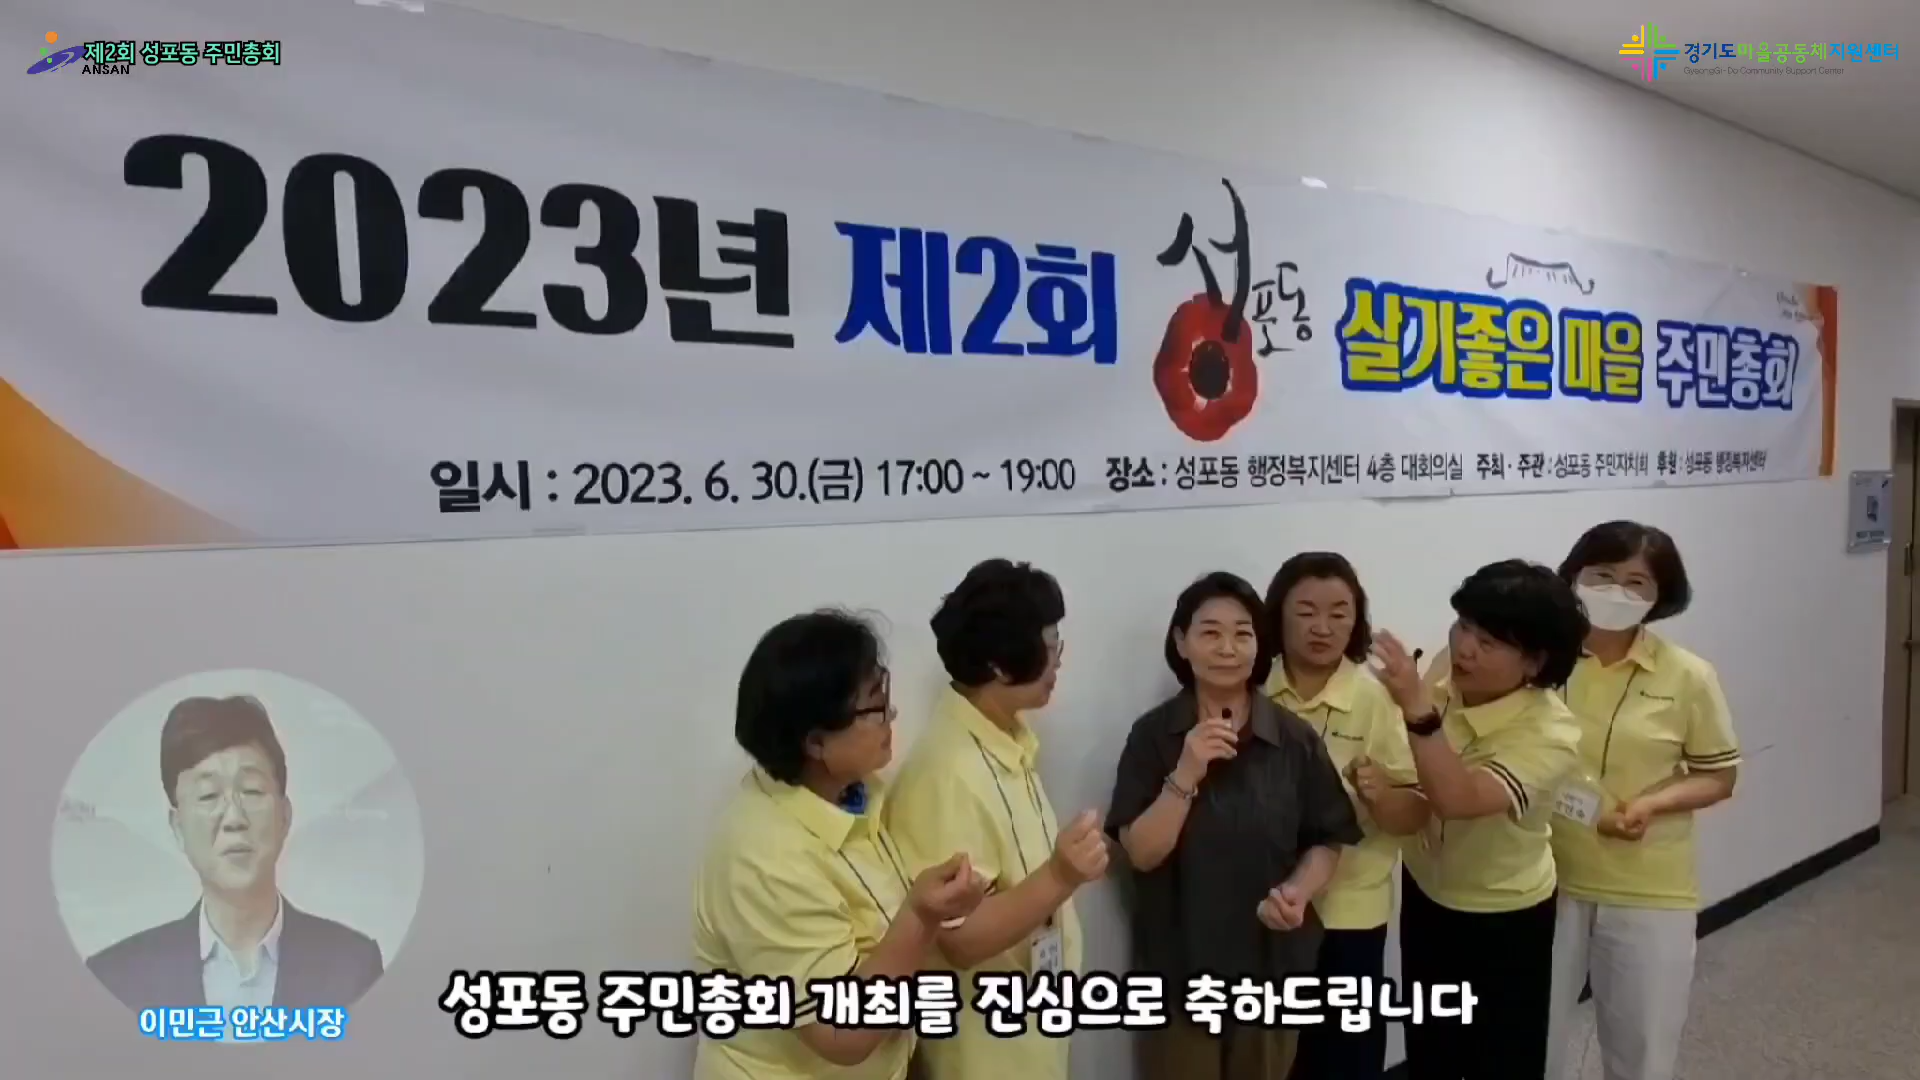 제2회 성포동 주민총회
ANSAN
경기도마을공동체지원센터
GyeongGi-Do Community Support Center
2023년 제2회 성포동 살기좋은 마을 주민총회
일시 : 2023. 6. 30.(금) 17:00 ~ 19:00 장소 : 성포동 행정복지센터 4층 대회의실 주최·주관 : 성포동 주민자치회 후원 : 성포동 행정복지센터
이민근 안산시장
성포동 주민총회 개최를 진심으로 축하드립니다